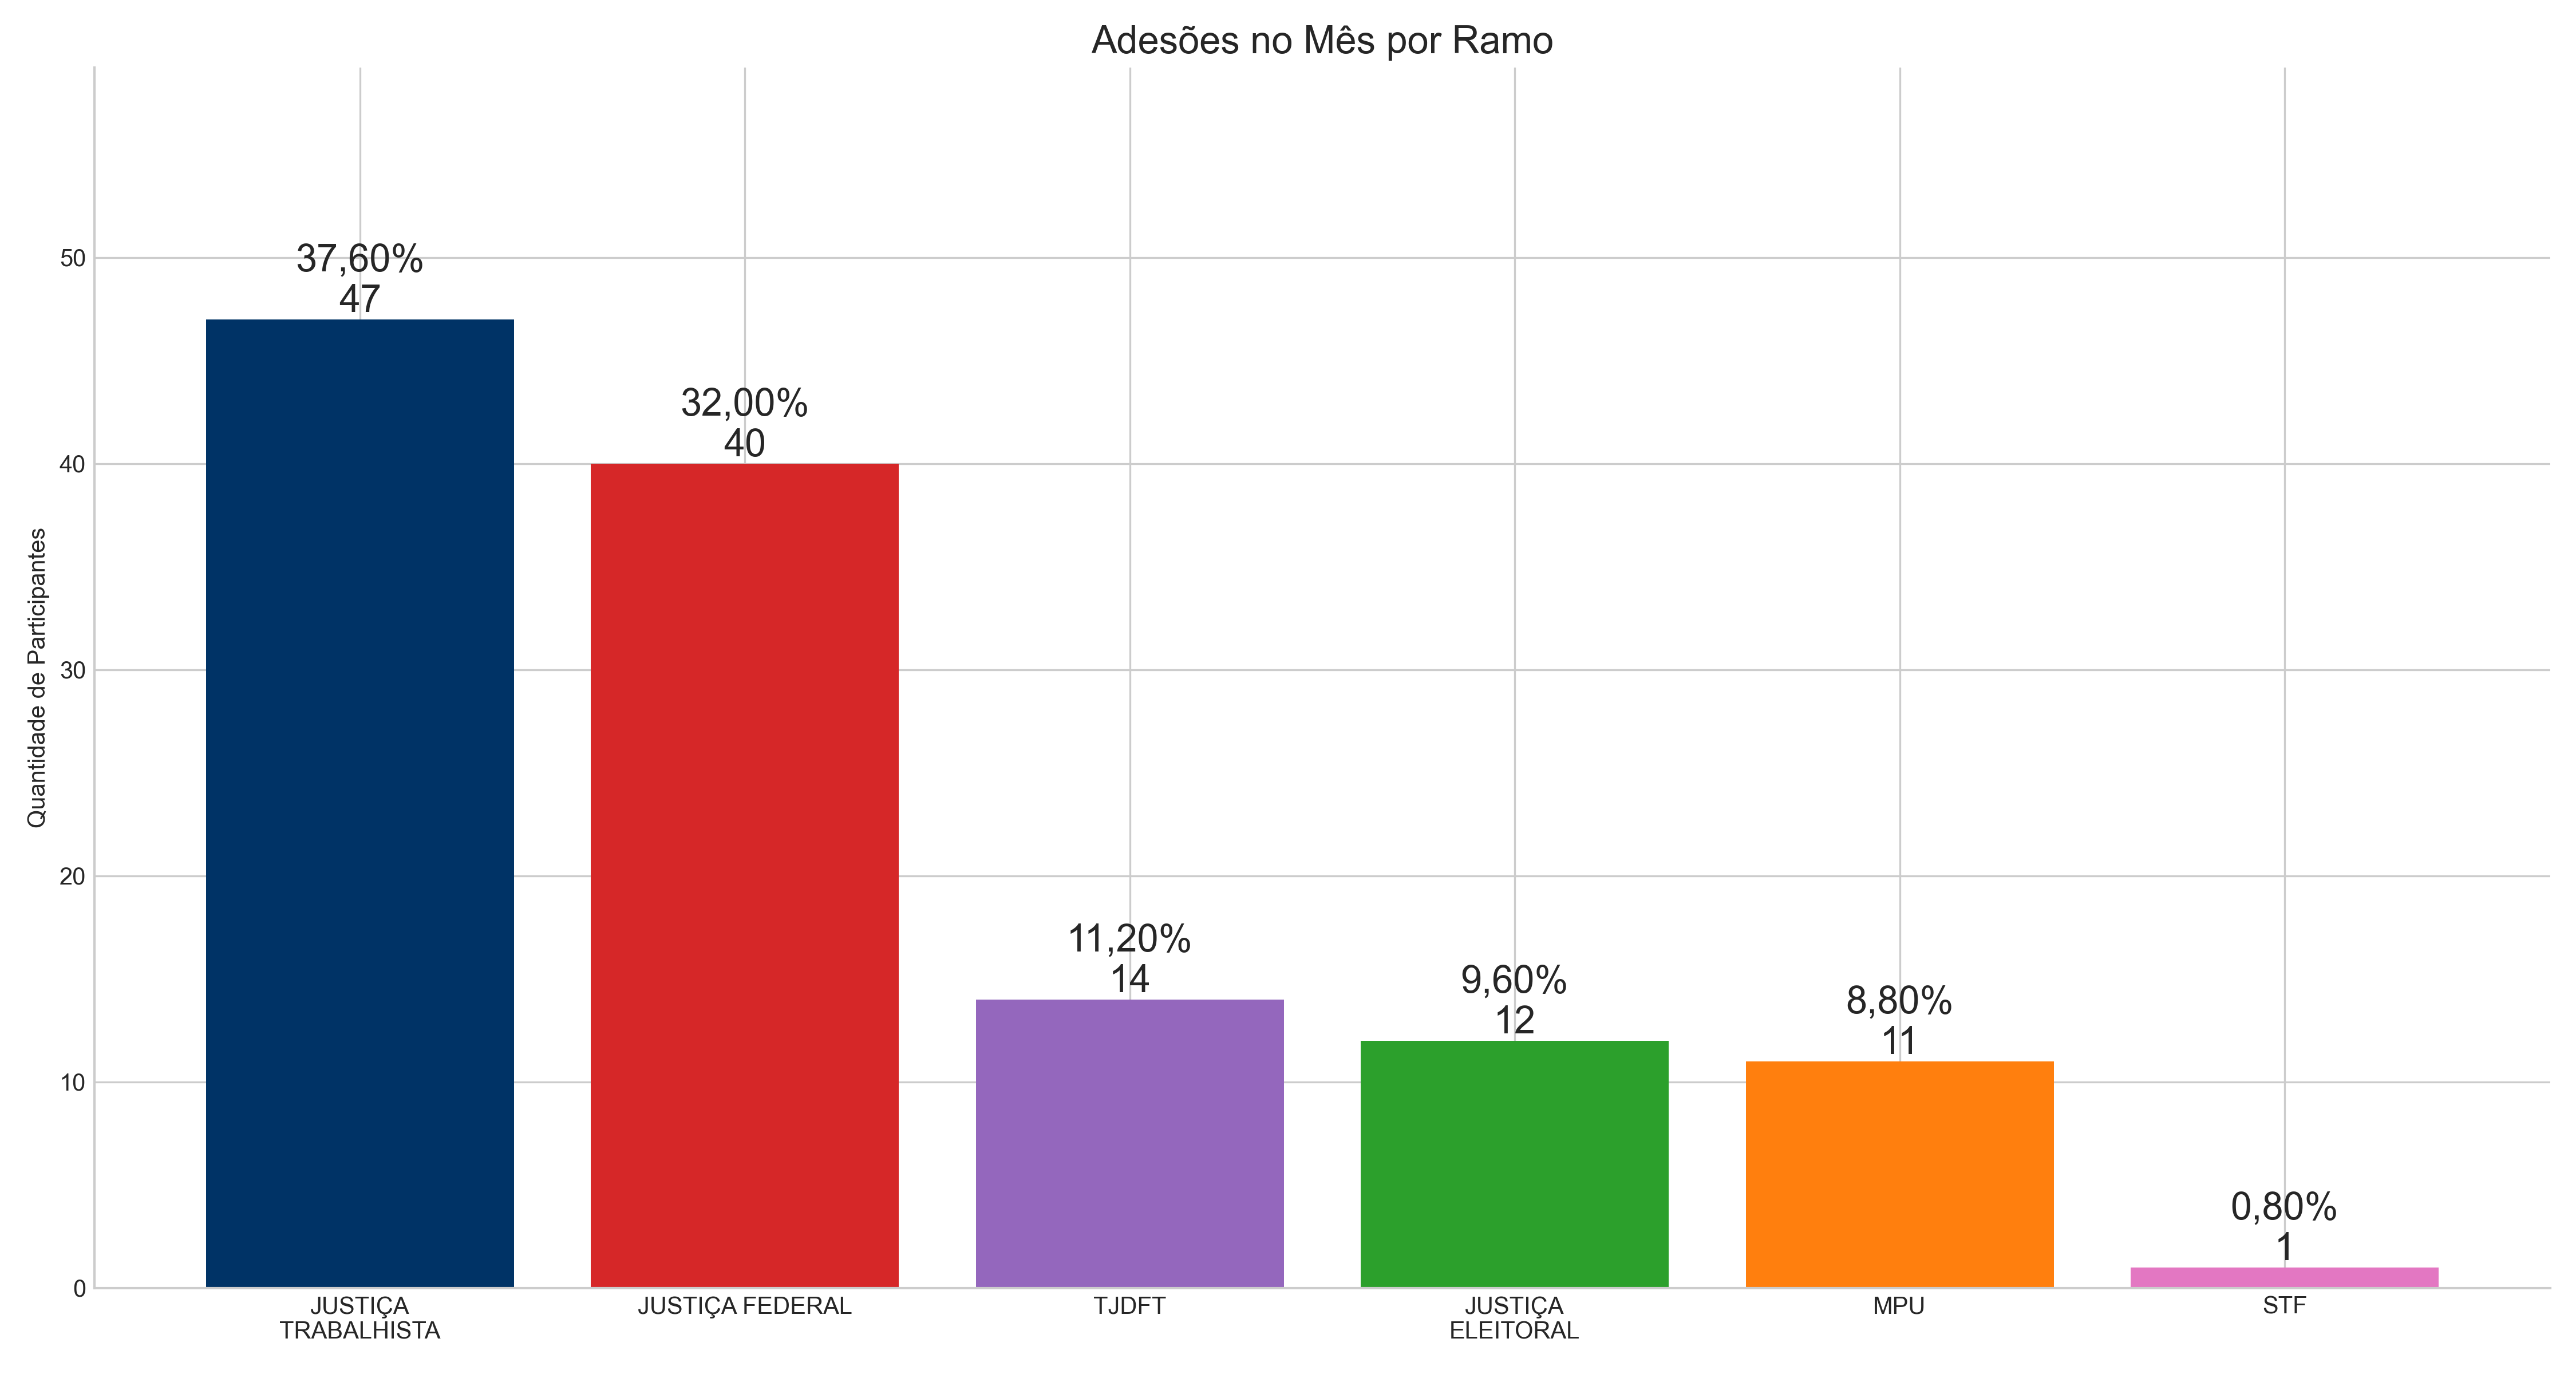 Adesões no Mês por Ramo
Quantidade de Participantes
50
40
30
20
10
0
37,60%
47
32,00%
40
11,20%
14
9,60%
12
8,80%
11
0,80%
1
JUSTIÇA
TRABALHISTA
JUSTIÇA FEDERAL
TJDFT
JUSTIÇA
ELEITORAL
MPU
STF